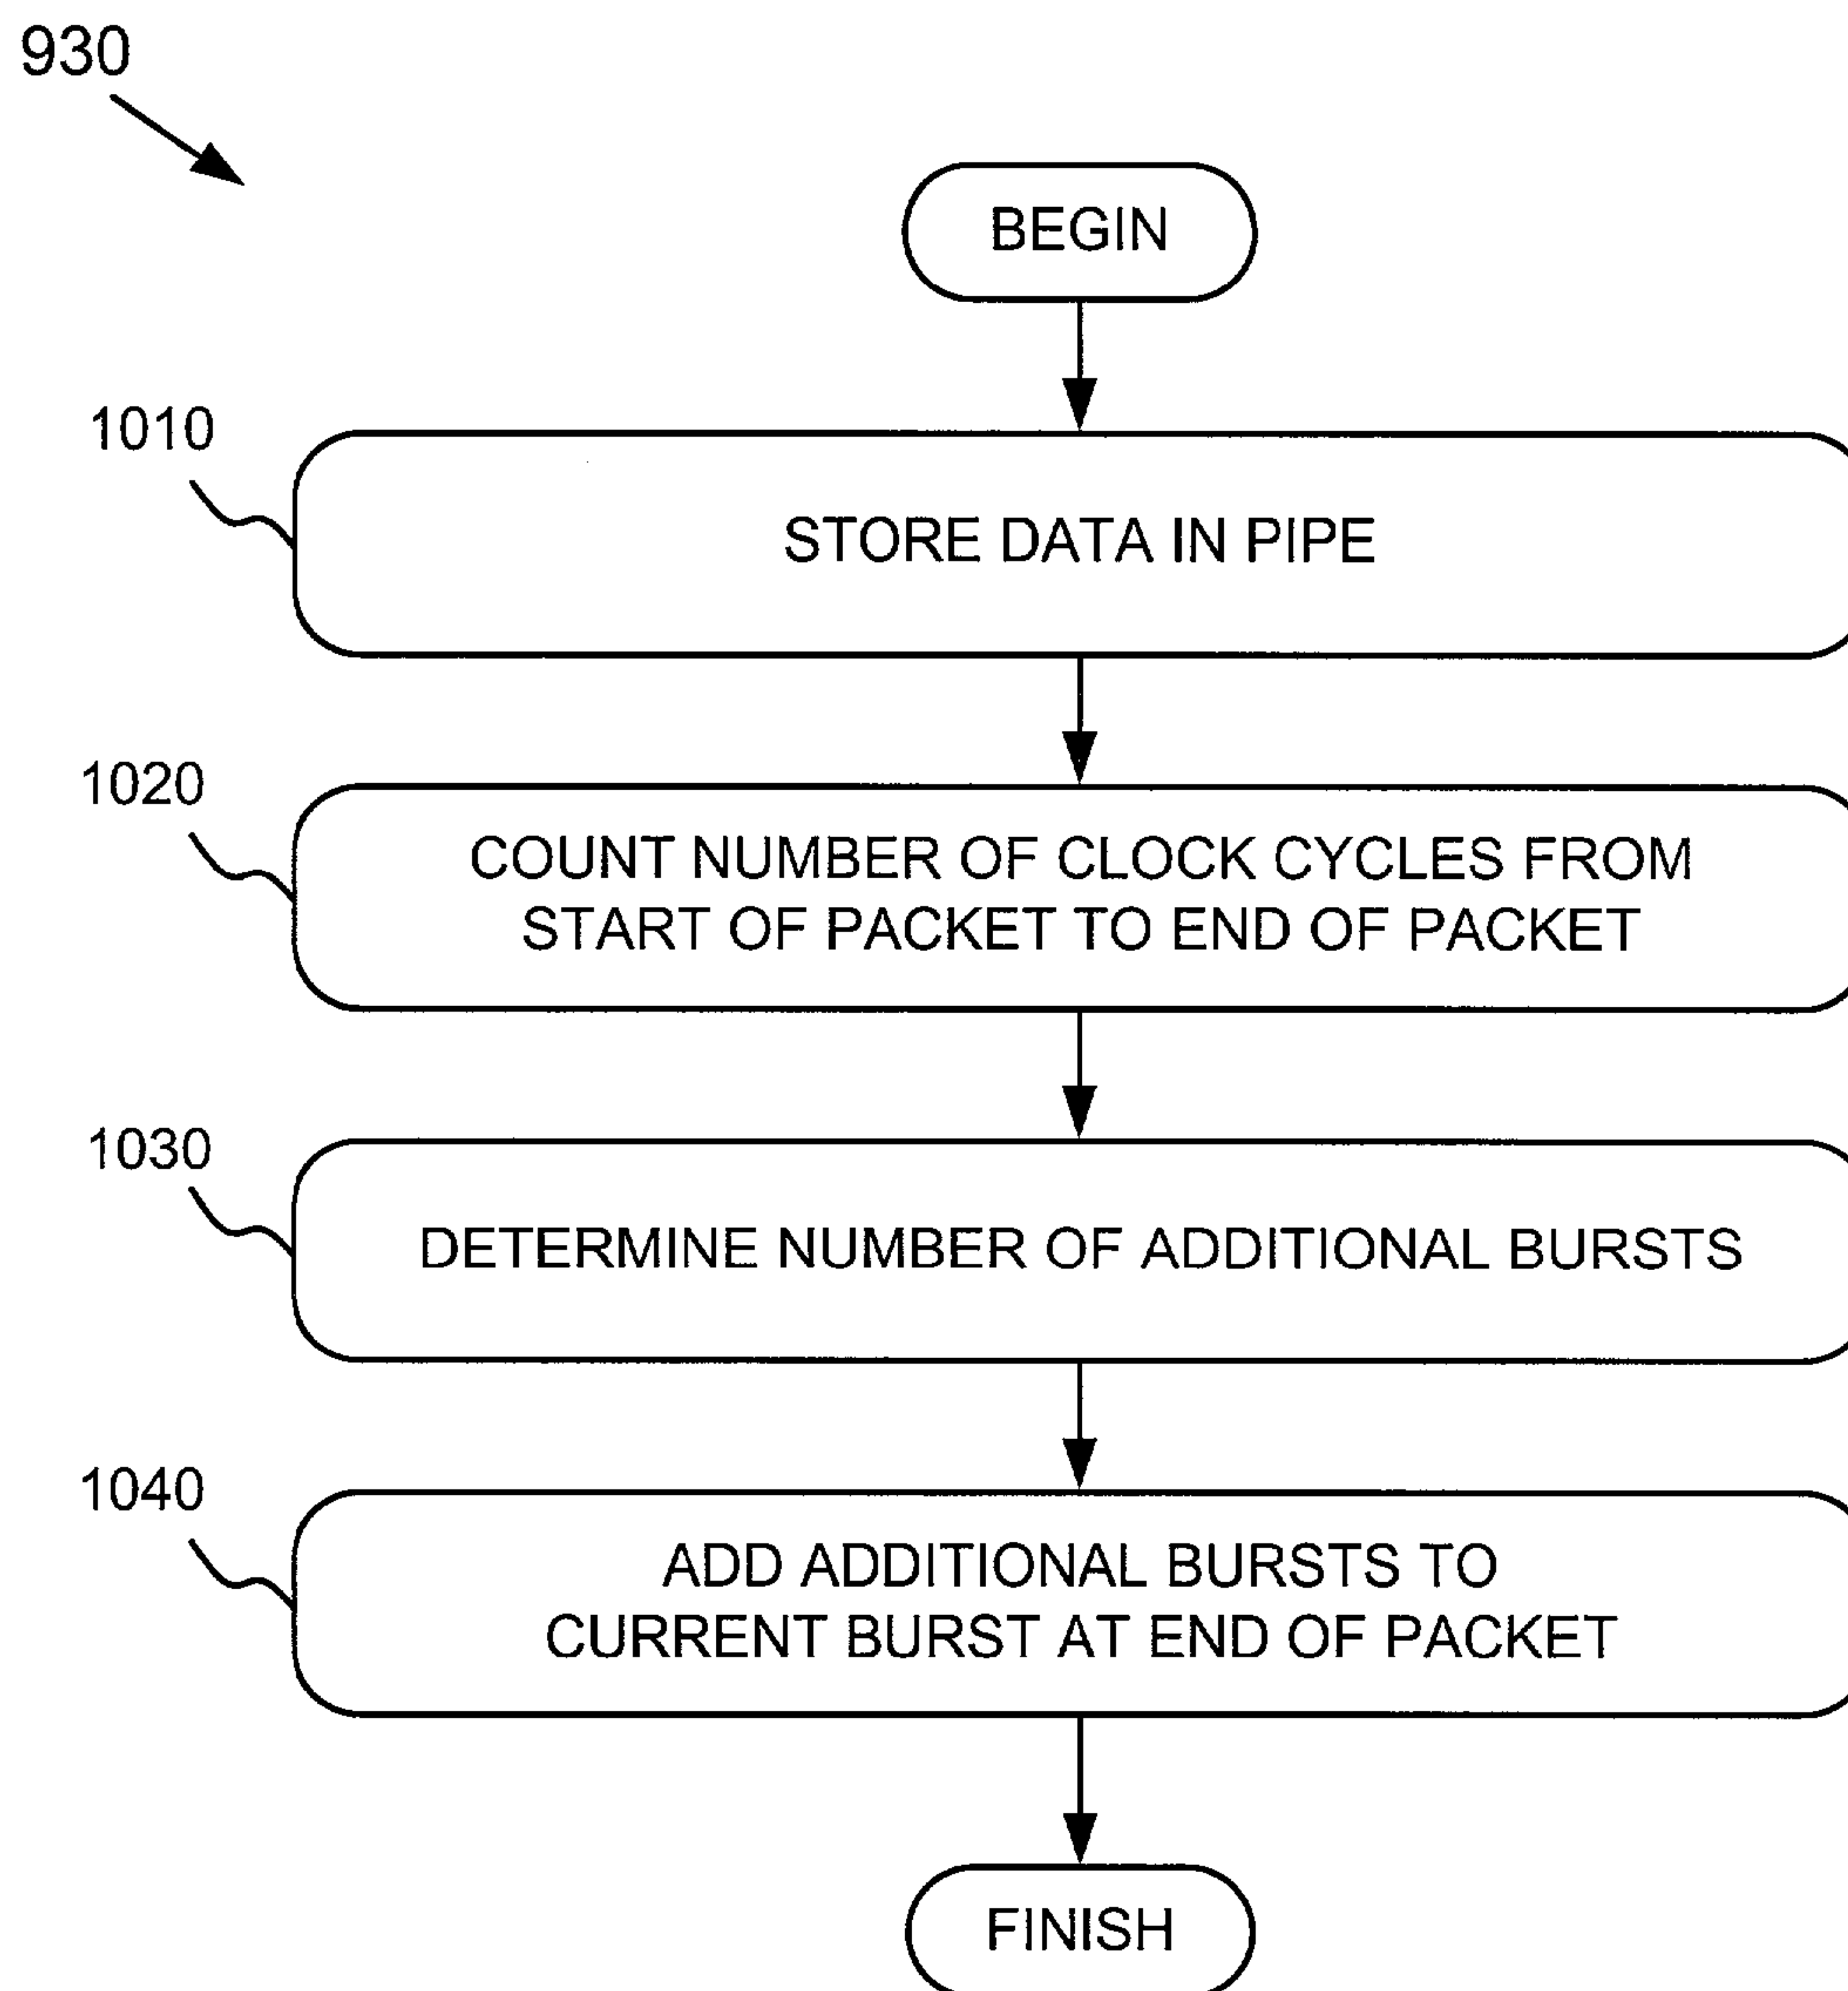 930
BEGIN
1010
STORE DATA IN PIPE
1020
COUNT NUMBER OF CLOCK CYCLES FROM
START OF PACKET TO END OF PACKET
1030
DETERMINE NUMBER OF ADDITIONAL BURSTS
1040
ADD ADDITIONAL BURSTS TO
CURRENT BURST AT END OF PACKET
FINISH